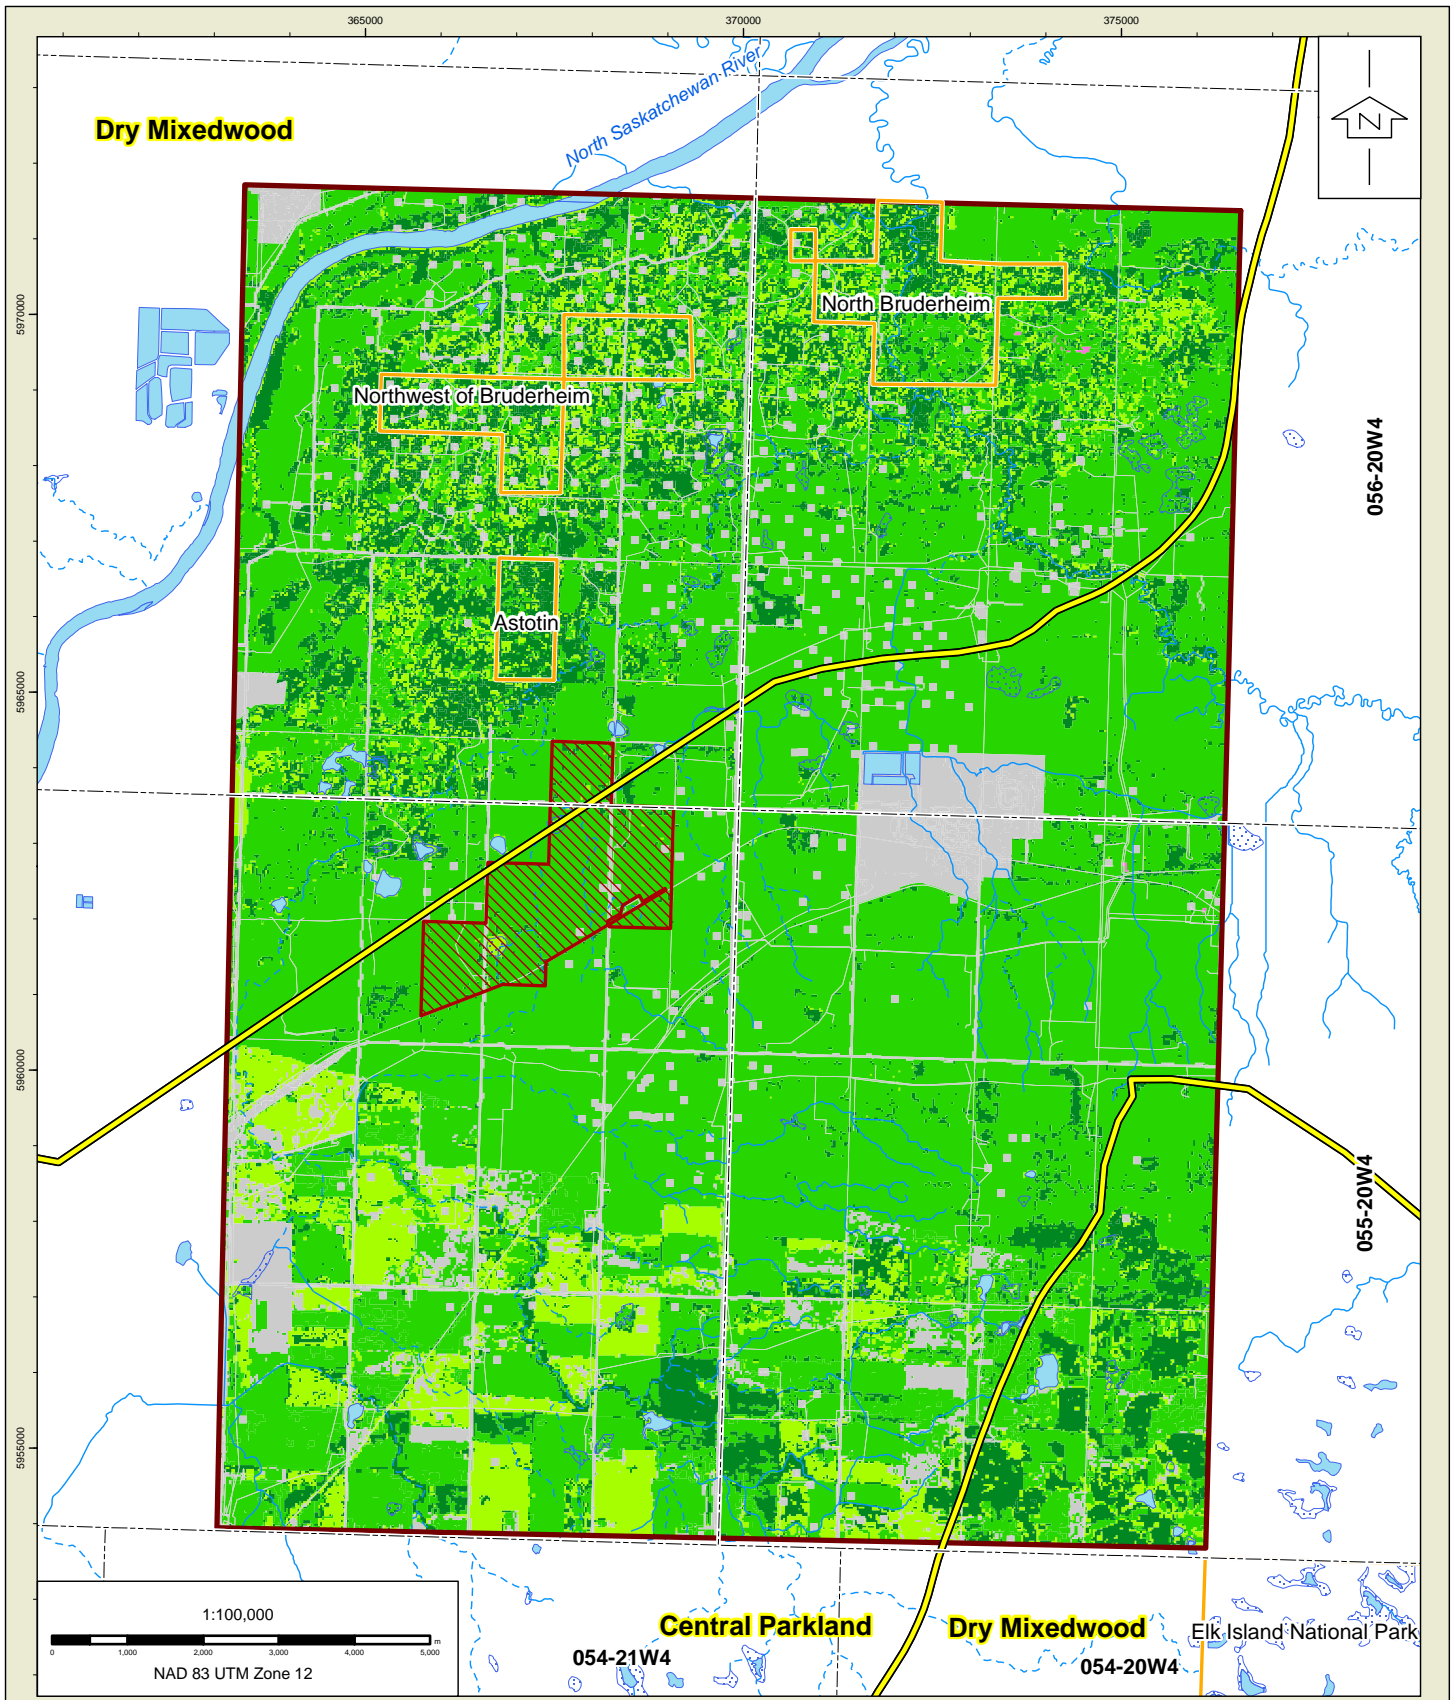 365000
370000
375000
North Saskatchewan River
Dry Mixedwood
N
5970000
North Bruderheim
Northwest of Bruderheim
056-20W4
Astotin
5965000
5960000
055-20W4
5955000
1:100,000
0 1,000 2,000 3,000 4,000 5,000 m
NAD 83 UTM Zone 12
Central Parkland
Dry Mixedwood
Elk Island National Park
054-21W4
054-20W4